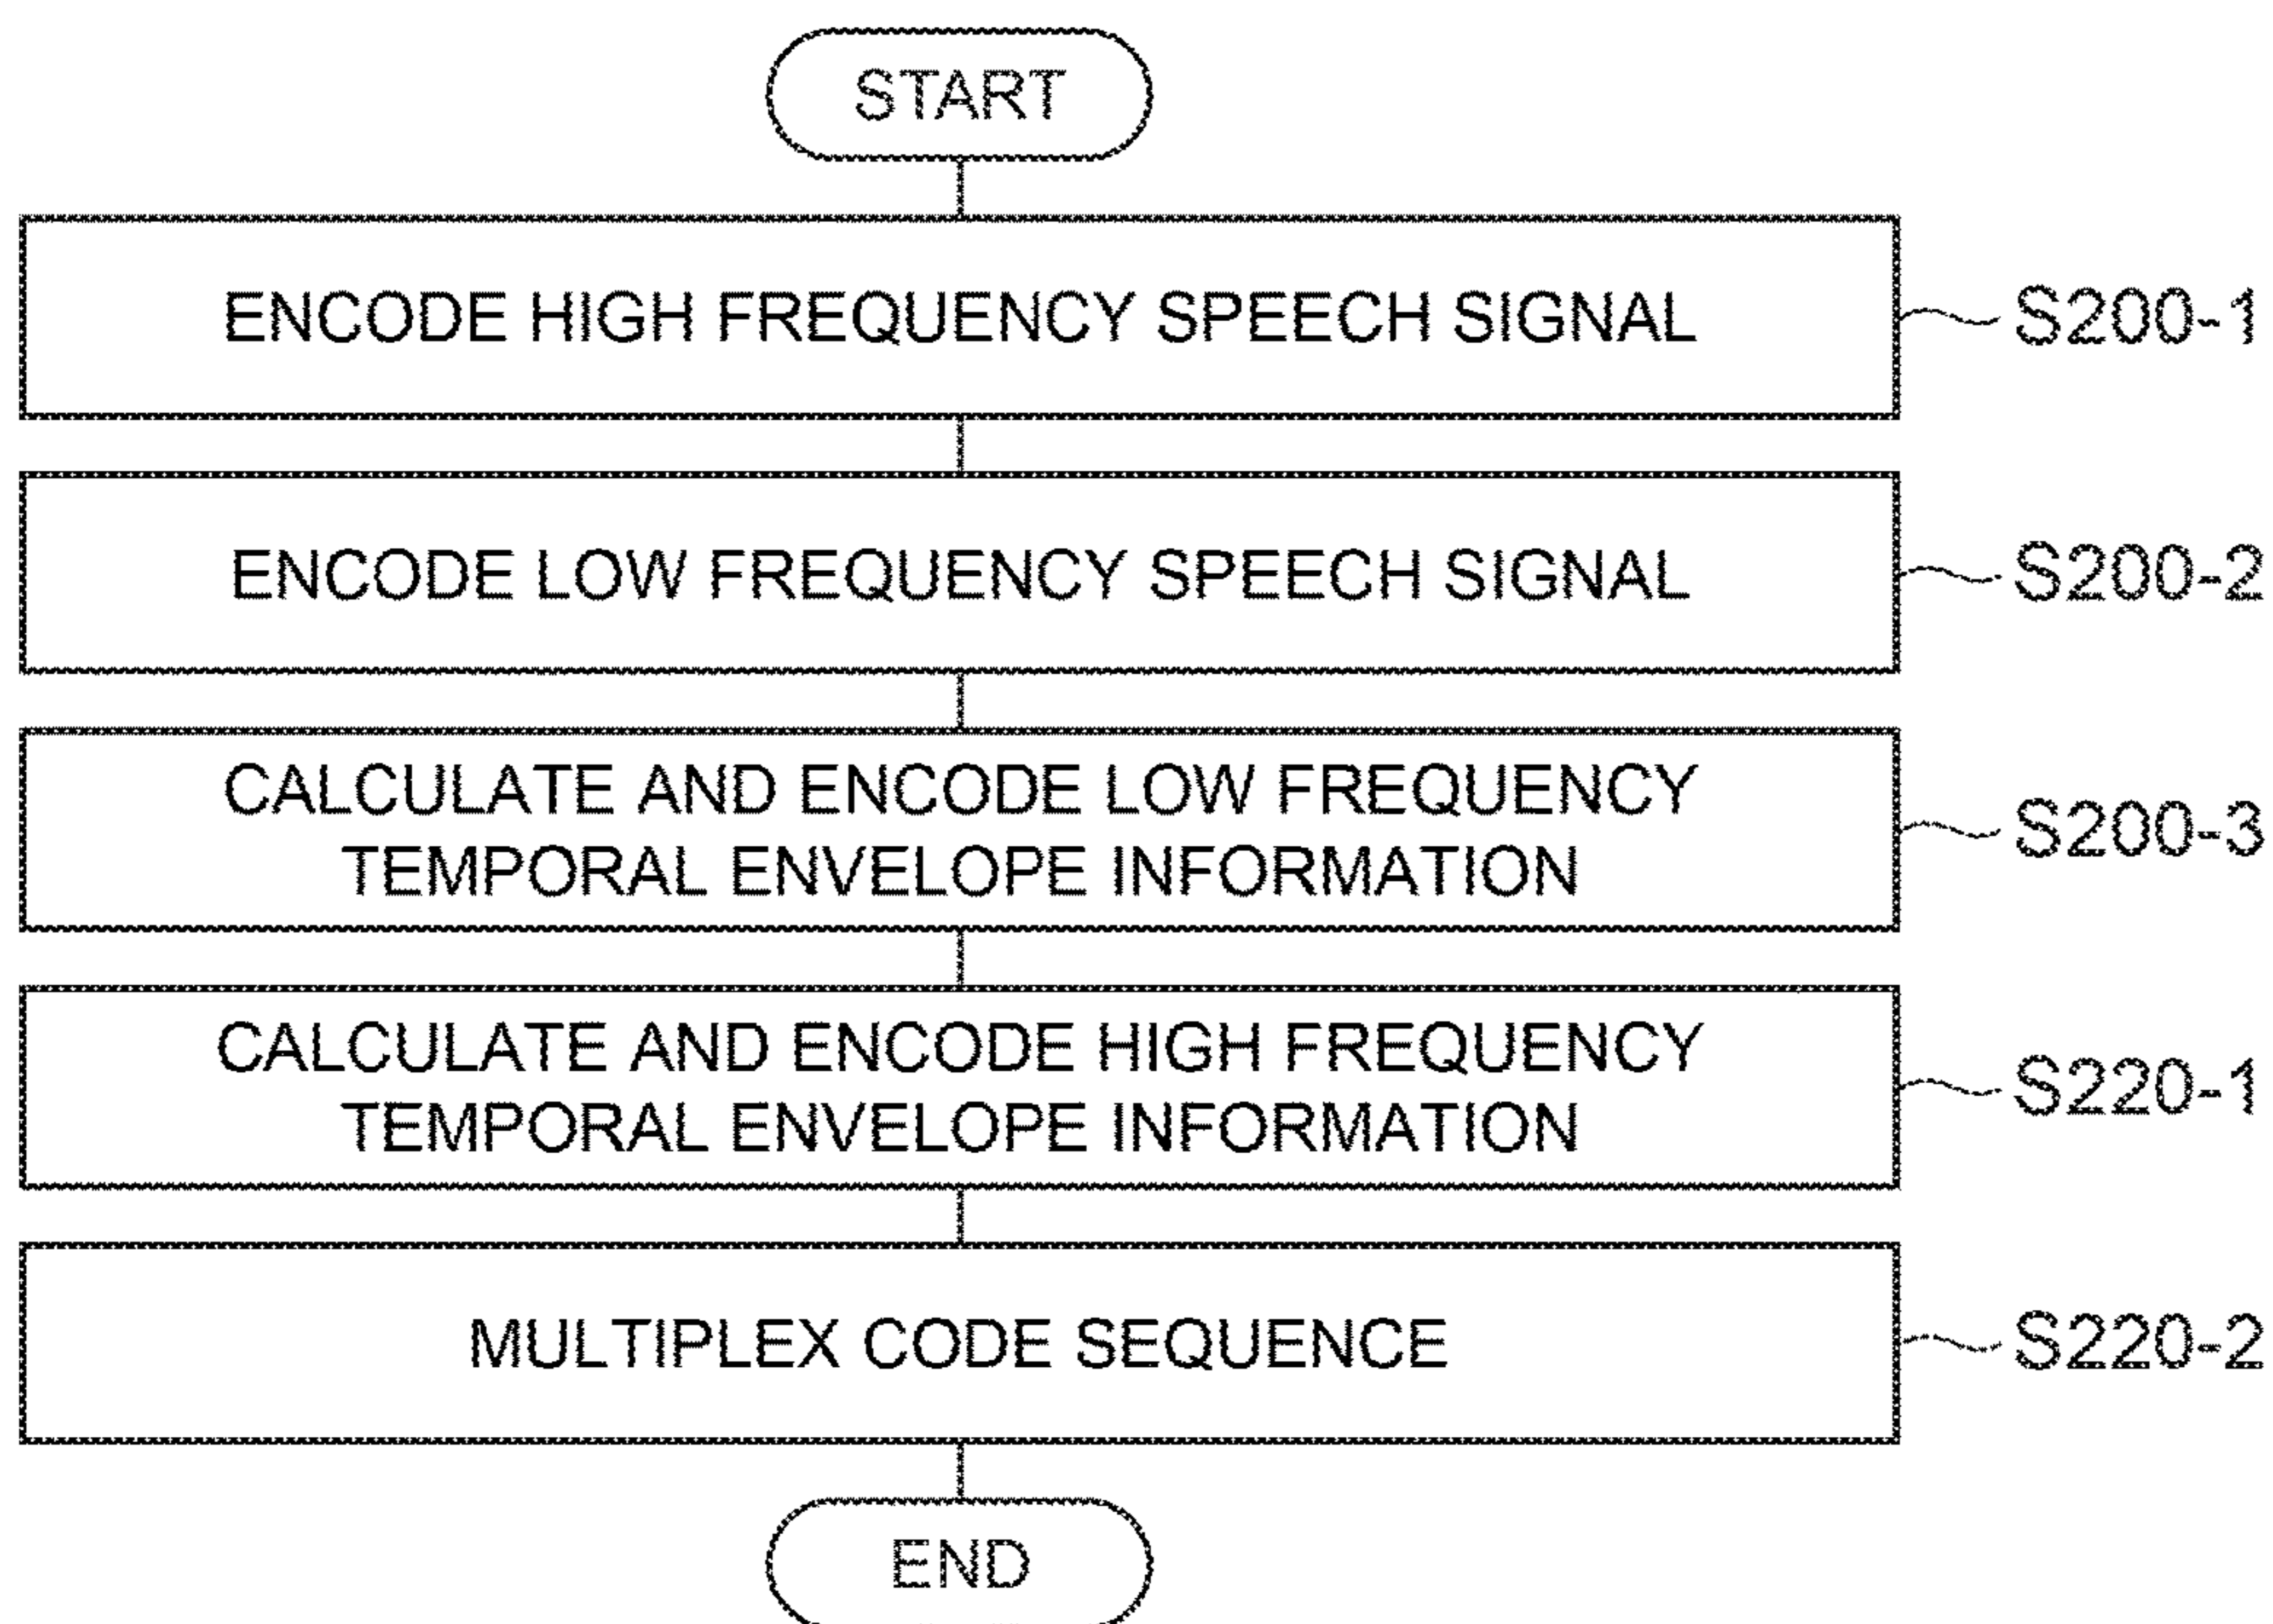 START
ENCODE HIGH FREQUENCY SPEECH SIGNAL
S200-1
ENCODE LOW FREQUENCY SPEECH SIGNAL
S200-2
CALCULATE AND ENCODE LOW FREQUENCY
TEMPORAL ENVELOPE INFORMATION
S200-3
CALCULATE AND ENCODE HIGH FREQUENCY
TEMPORAL ENVELOPE INFORMATION
S220-1
MULTIPLEX CODE SEQUENCE
S220-2
END